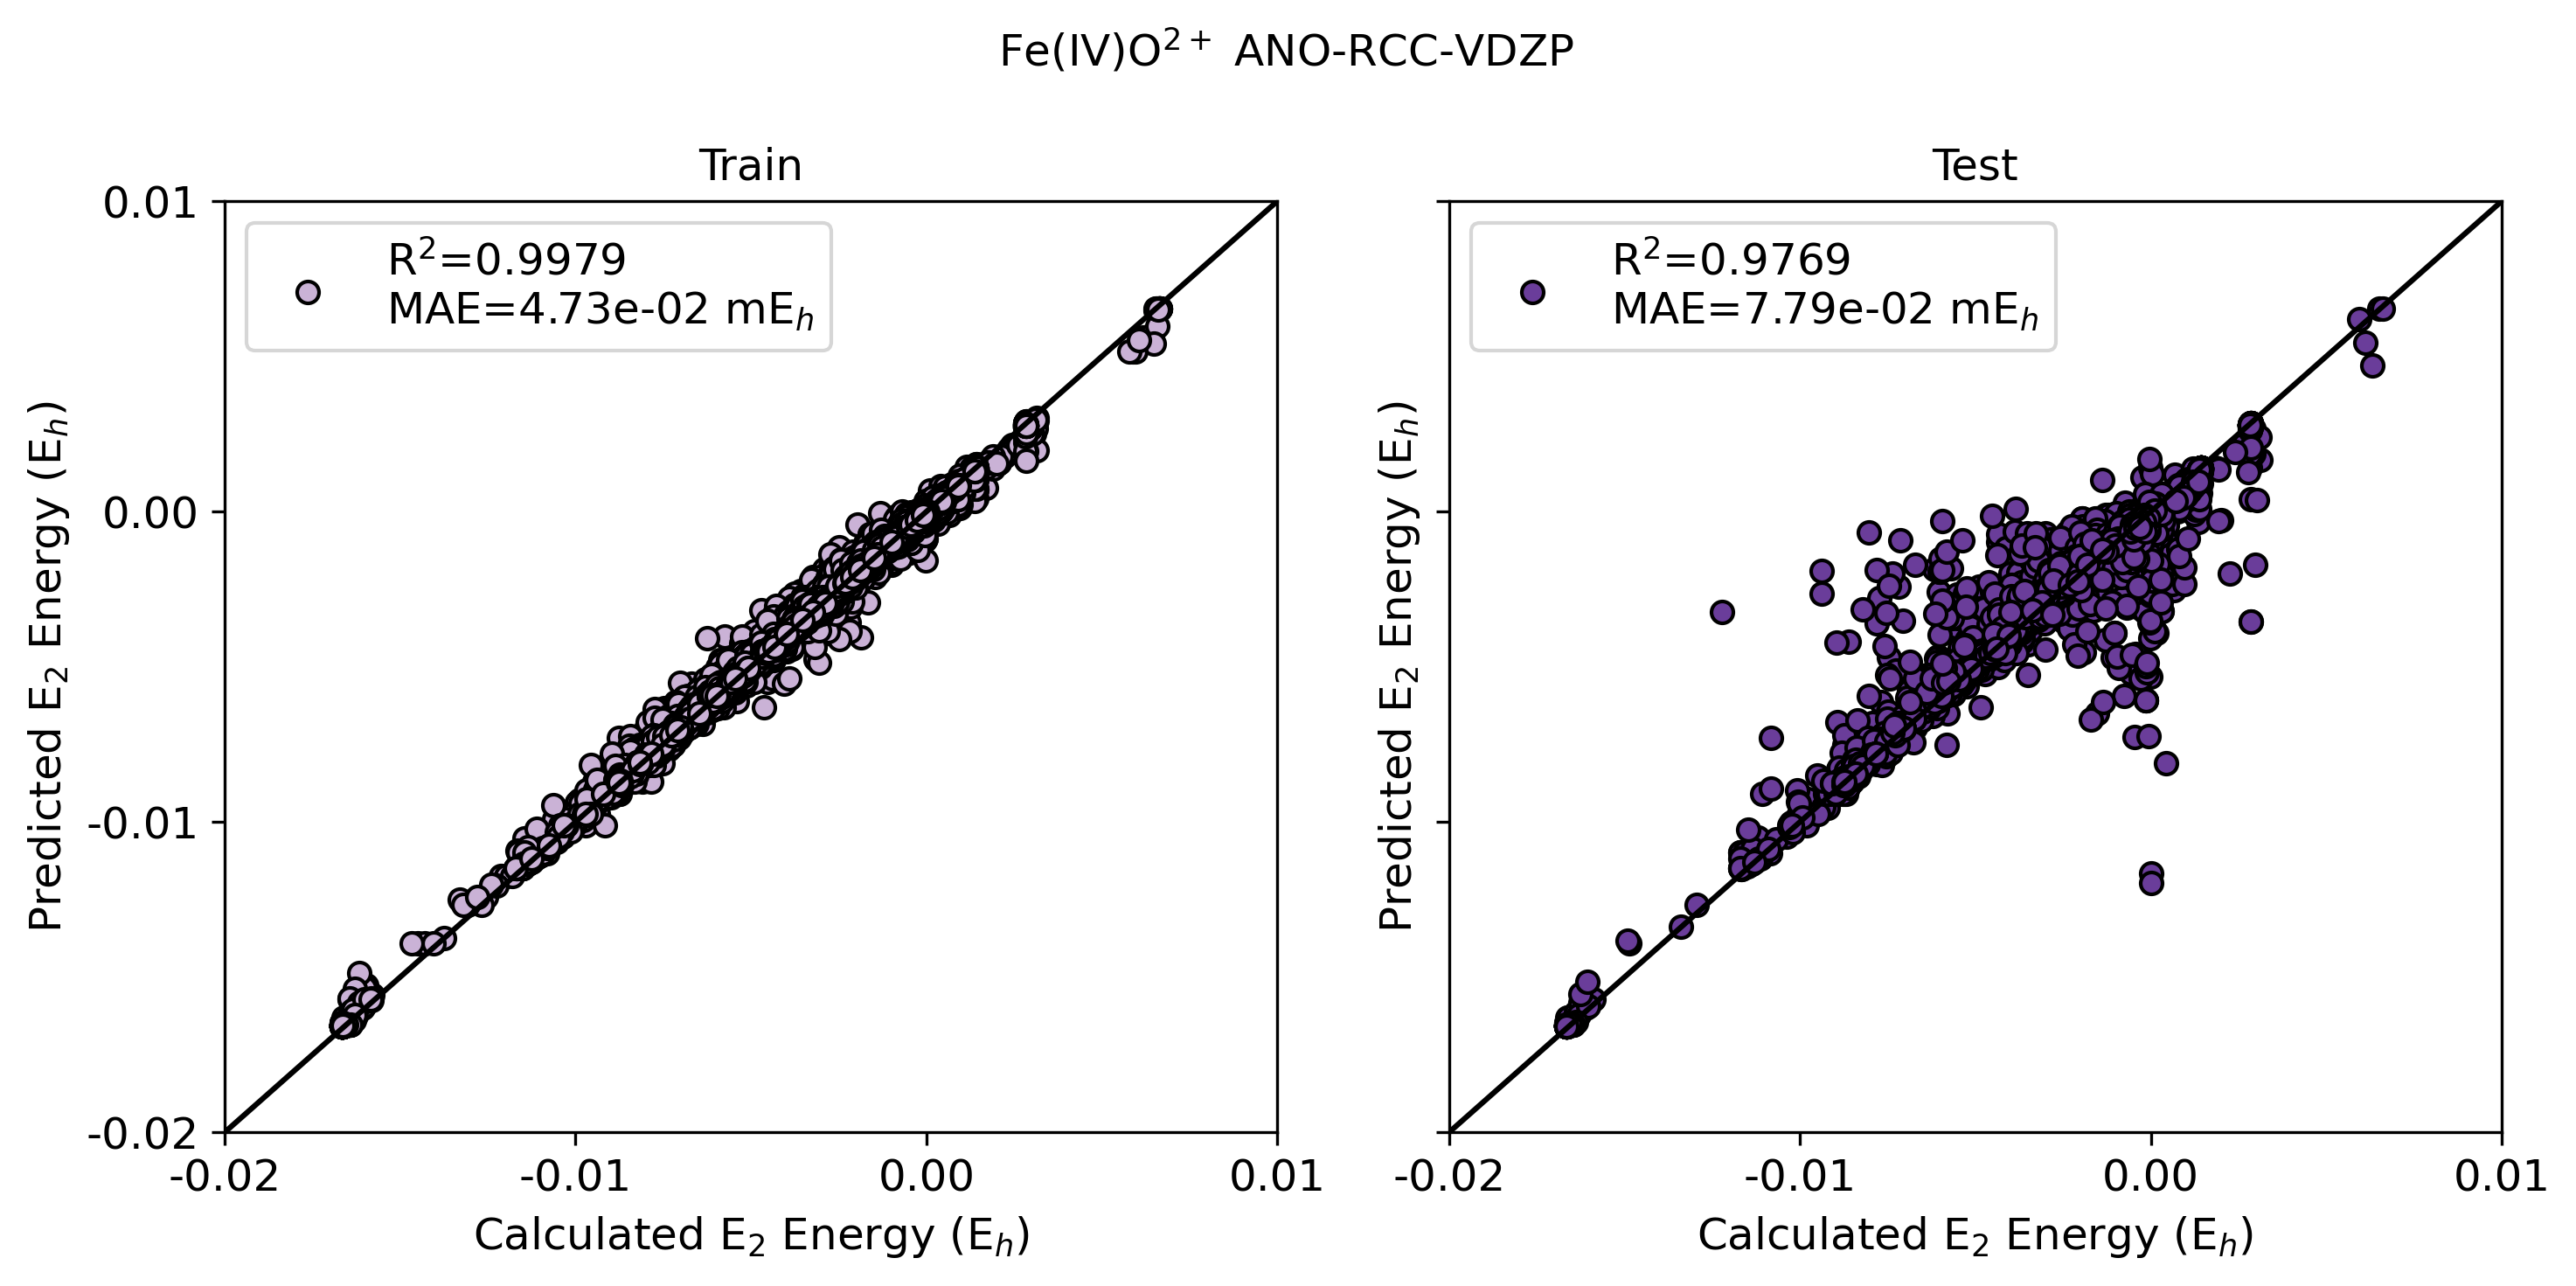 Fe(IV)O²⁺ ANO-RCC-VDZP
Train
R²=0.9979
MAE=4.73e-02 mEₕ
0.01
0.00
-0.01
-0.02
Predicted E₂ Energy (Eₕ)
-0.02 -0.01 0.00 0.01
Calculated E₂ Energy (Eₕ)
Test
R²=0.9769
MAE=7.79e-02 mEₕ
Predicted E₂ Energy (Eₕ)
-0.02 -0.01 0.00 0.01
Calculated E₂ Energy (Eₕ)